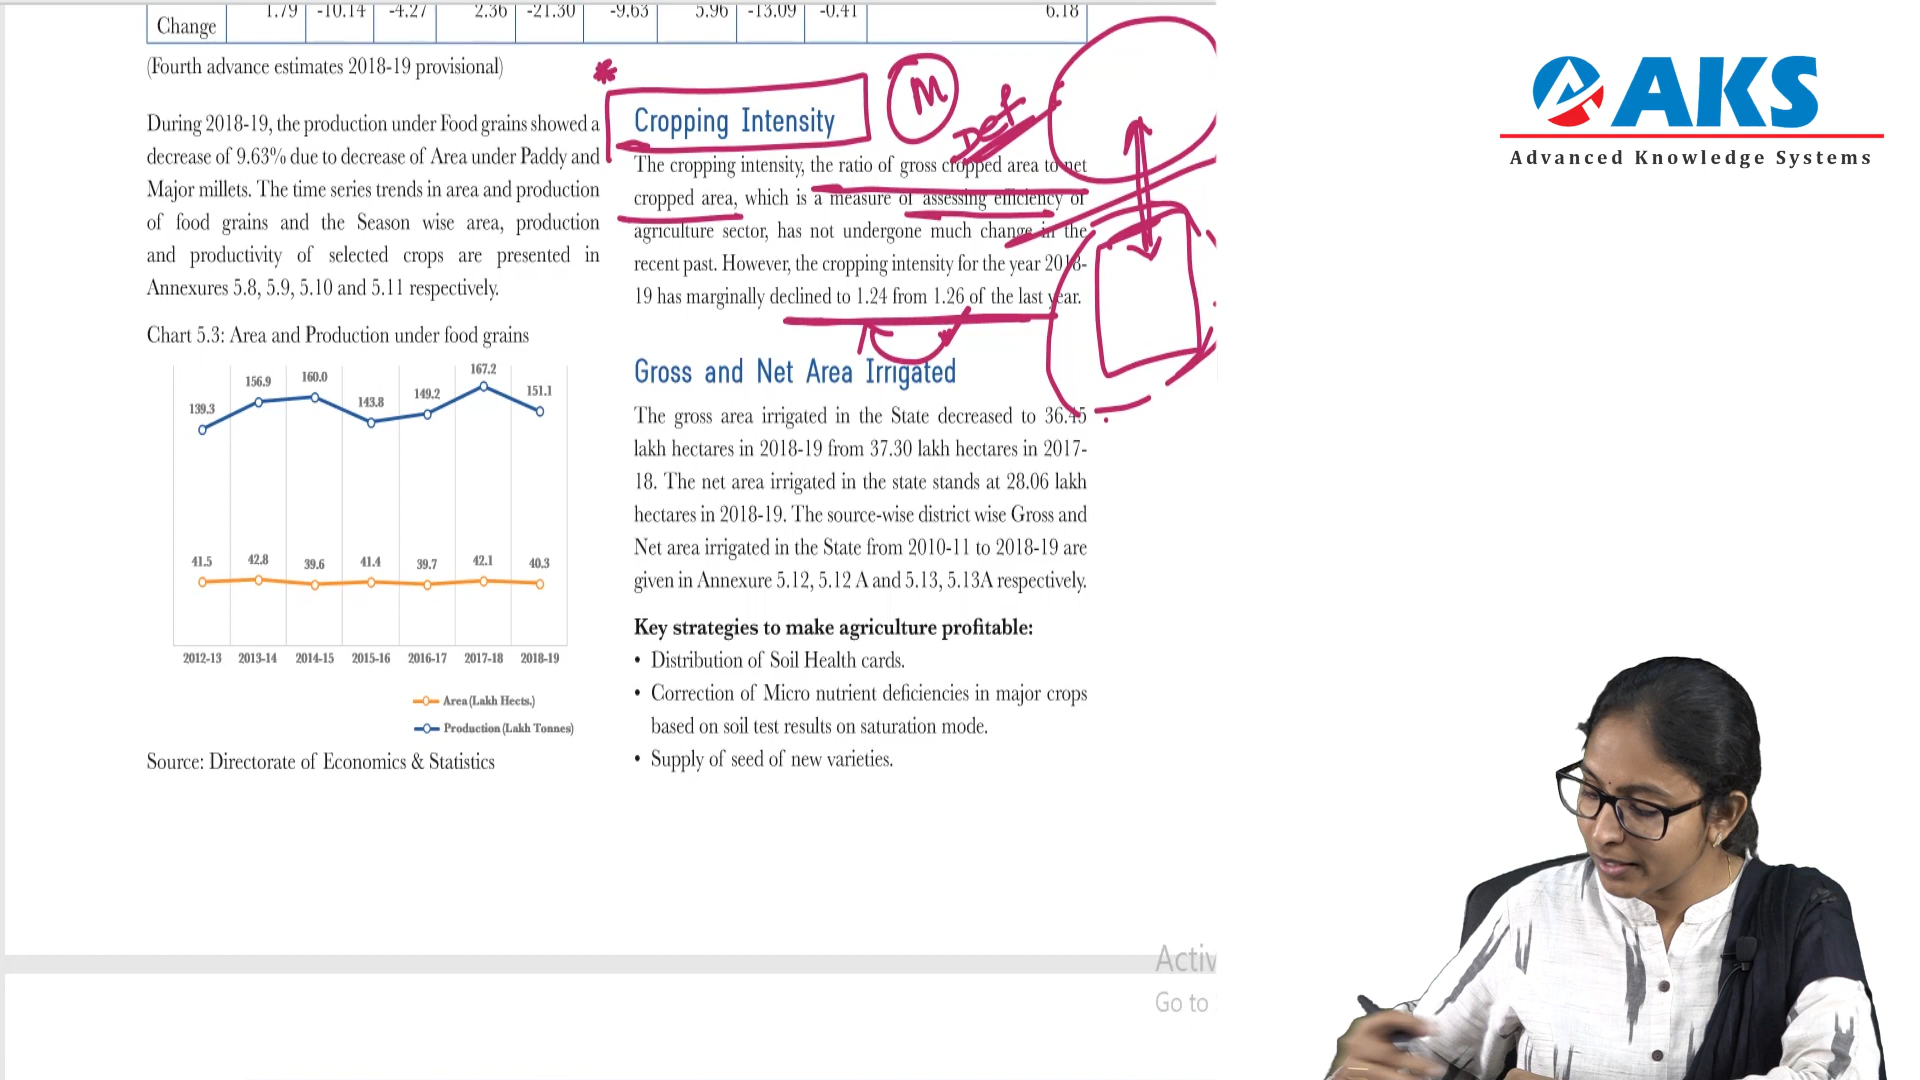 Change 1.79 -10.14 -4.27 2.36 -21.30 -9.63 5.96 -13.09 -0.41 6.18
(Fourth advance estimates 2018-19 provisional)
During 2018-19, the production under Food grains showed a
decrease of 9.63% due to decrease of Area under Paddy and
Major millets. The time series trends in area and production
of food grains and the Season wise area, production
and productivity of selected crops are presented in
Annexures 5.8, 5.9, 5.10 and 5.11 respectively.
Chart 5.3: Area and Production under food grains
139.3 156.9 160.0 143.8 149.2 167.2 151.1
41.5 42.8 39.6 41.4 39.7 42.1 40.3
2012-13 2013-14 2014-15 2015-16 2016-17 2017-18 2018-19
Area (Lakh Hects.)
Production (Lakh Tonnes)
Source: Directorate of Economics & Statistics
Cropping Intensity
M
Def
The cropping intensity, the ratio of gross cropped area to net
cropped area, which is a measure of assessing efficiency of
agriculture sector, has not undergone much change in the
recent past. However, the cropping intensity for the year 2018-
19 has marginally declined to 1.24 from 1.26 of the last year.
Gross and Net Area Irrigated
The gross area irrigated in the State decreased to 36.45
lakh hectares in 2018-19 from 37.30 lakh hectares in 2017-
18. The net area irrigated in the state stands at 28.06 lakh
hectares in 2018-19. The source-wise district wise Gross and
Net area irrigated in the State from 2010-11 to 2018-19 are
given in Annexure 5.12, 5.12 A and 5.13, 5.13A respectively.
Key strategies to make agriculture profitable:
• Distribution of Soil Health cards.
• Correction of Micro nutrient deficiencies in major crops
based on soil test results on saturation mode.
• Supply of seed of new varieties.
AKS
Advanced Knowledge Systems
Activ
Go to